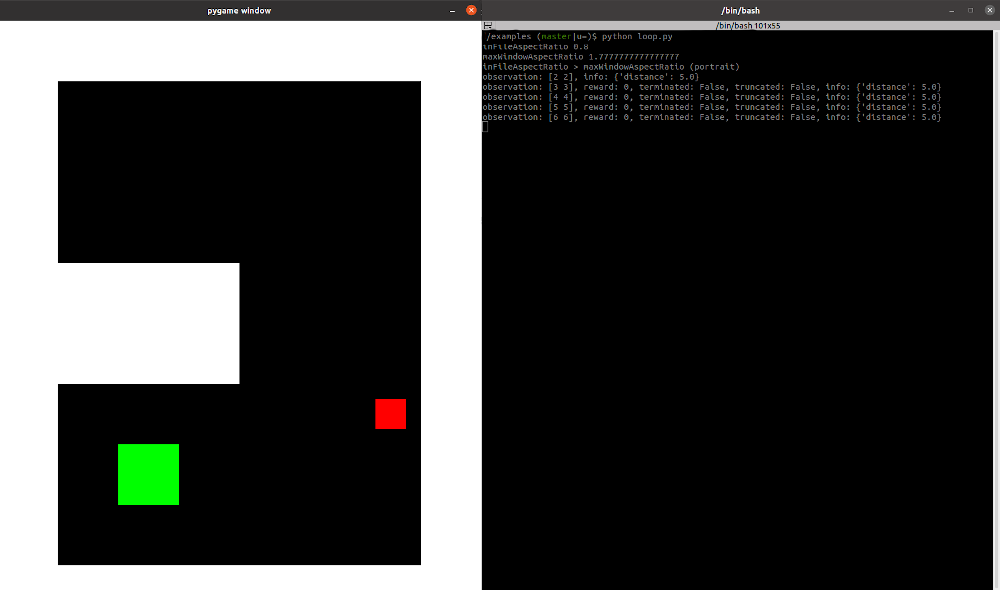 pygame window
/bin/bash
/bin/bash 101x55
/examples (master|u=)$ python loop.py
inFileAspectRatio 0.8
maxWindowAspectRatio 1.7777777777777777
inFileAspectRatio > maxWindowAspectRatio (portrait)
observation: [2 2], info: {'distance': 5.0}
observation: [3 3], reward: 0, terminated: False, truncated: False, info: {'distance': 5.0}
observation: [4 4], reward: 0, terminated: False, truncated: False, info: {'distance': 5.0}
observation: [5 5], reward: 0, terminated: False, truncated: False, info: {'distance': 5.0}
observation: [6 6], reward: 0, terminated: False, truncated: False, info: {'distance': 5.0}